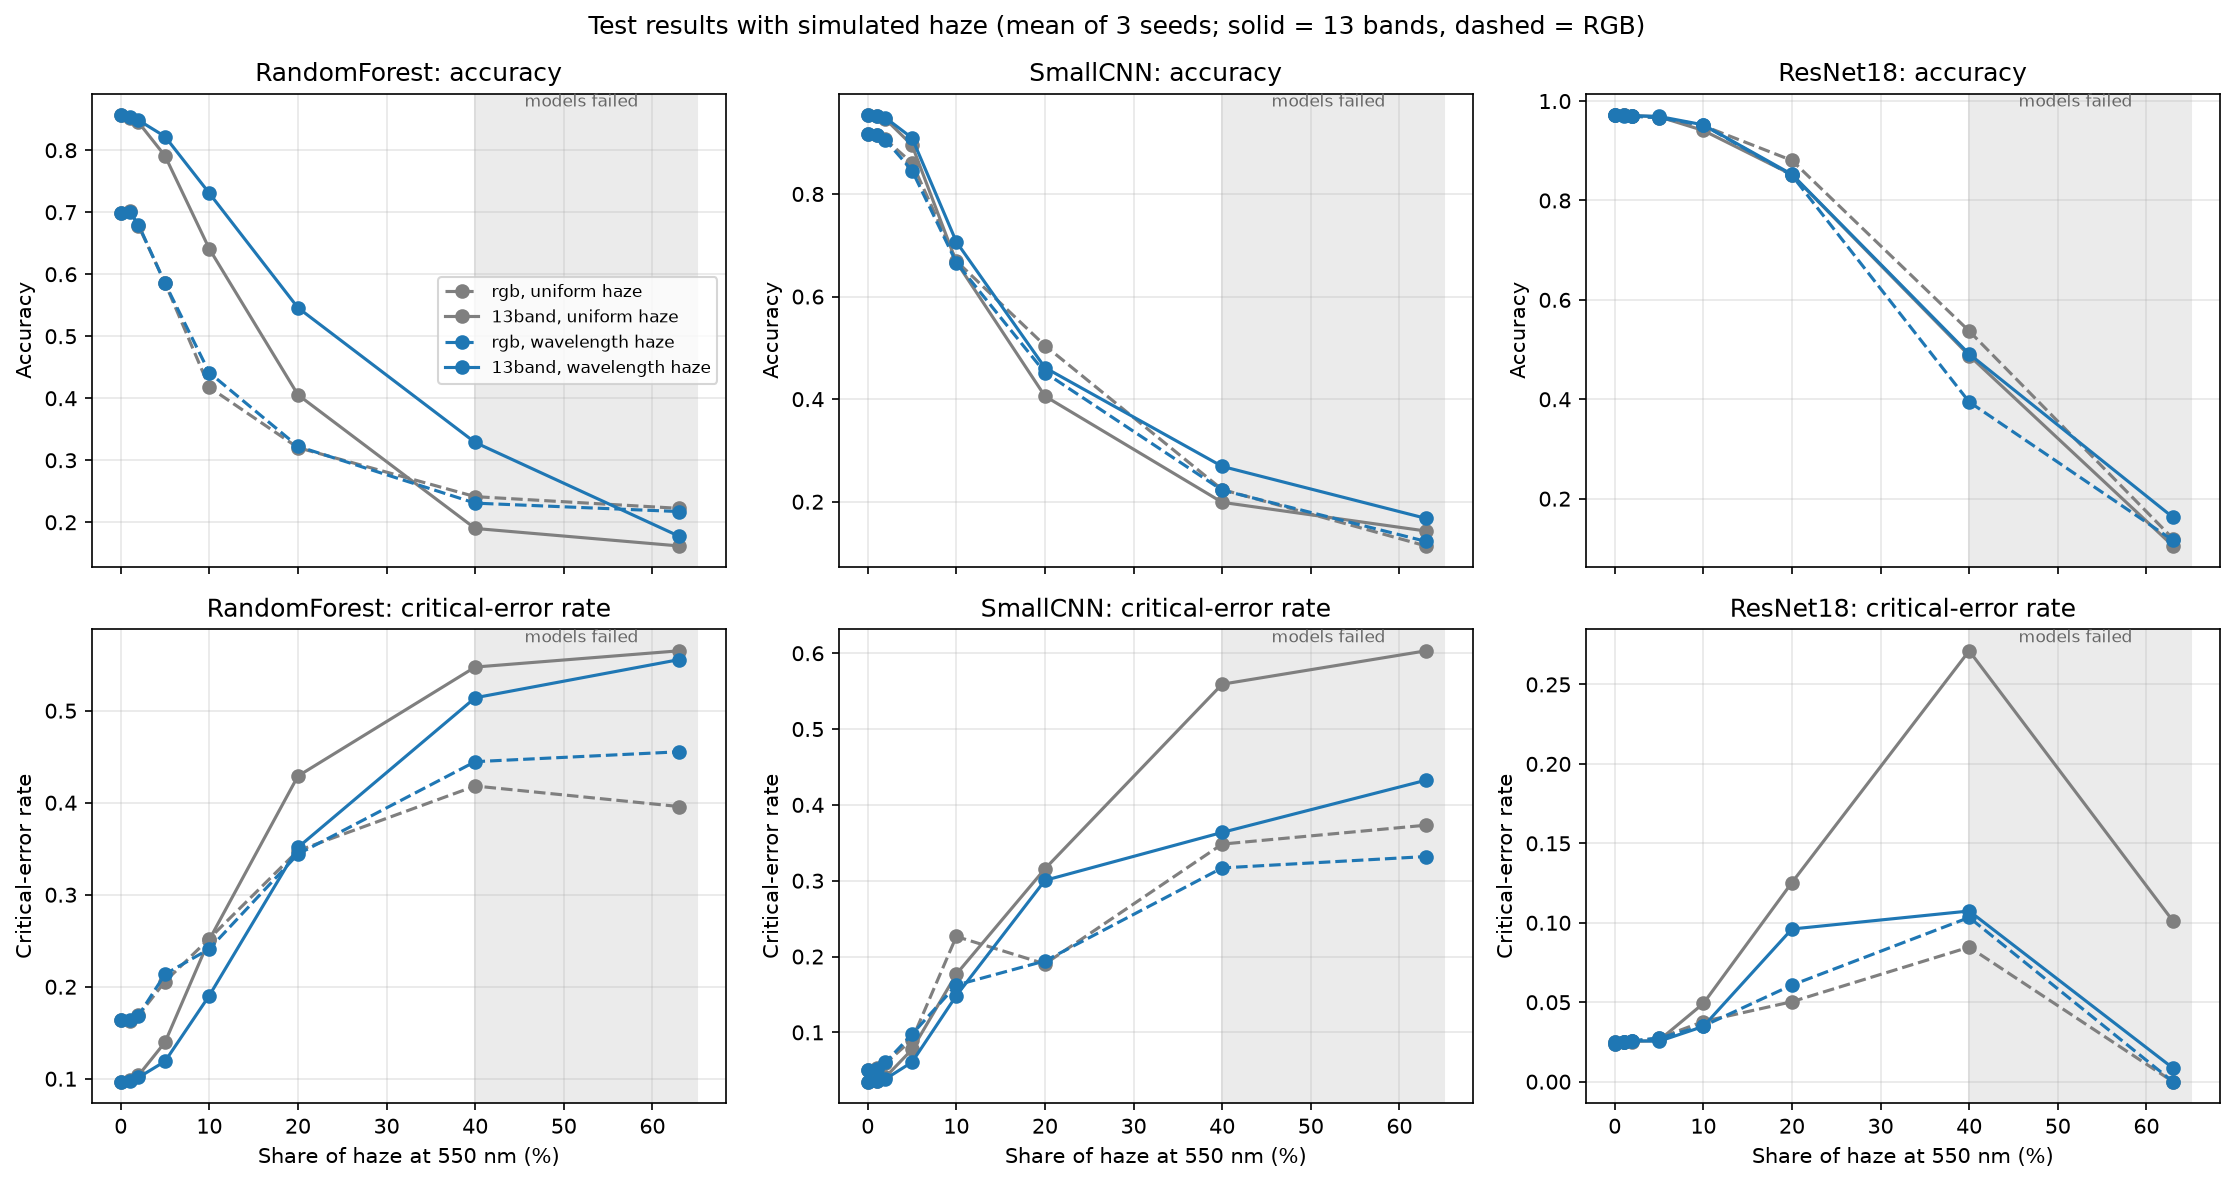 Test results with simulated haze (mean of 3 seeds; solid = 13 bands, dashed = RGB)
RandomForest: accuracy
models failed
0.8
0.7
0.6
0.5
0.4
0.3
0.2
Accuracy
rgb, uniform haze
13band, uniform haze
rgb, wavelength haze
13band, wavelength haze
SmallCNN: accuracy
models failed
0.8
0.6
0.4
0.2
Accuracy
ResNet18: accuracy
models failed
1.0
0.8
0.6
0.4
0.2
Accuracy
RandomForest: critical-error rate
models failed
0.5
0.4
0.3
0.2
0.1
Critical-error rate
0 10 20 30 40 50 60
Share of haze at 550 nm (%)
SmallCNN: critical-error rate
models failed
0.6
0.5
0.4
0.3
0.2
0.1
Critical-error rate
0 10 20 30 40 50 60
Share of haze at 550 nm (%)
ResNet18: critical-error rate
models failed
0.25
0.20
0.15
0.10
0.05
0.00
Critical-error rate
0 10 20 30 40 50 60
Share of haze at 550 nm (%)